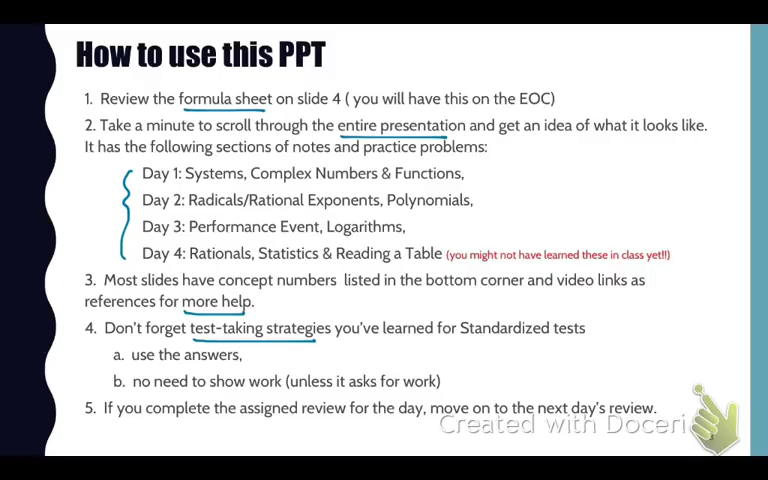 How to use this PPT
1. Review the formula sheet on slide 4 ( you will have this on the EOC)
2. Take a minute to scroll through the entire presentation and get an idea of what it looks like.
It has the following sections of notes and practice problems:
Day 1: Systems, Complex Numbers & Functions,
Day 2: Radicals/Rational Exponents, Polynomials,
Day 3: Performance Event, Logarithms,
Day 4: Rationals, Statistics & Reading a Table (you might not have learned these in class yet!!)
3. Most slides have concept numbers listed in the bottom corner and video links as
references for more help.
4. Don't forget test-taking strategies you've learned for Standardized tests
a. use the answers,
b. no need to show work (unless it asks for work)
5. If you complete the assigned review for the day, move on to the next day's review.
Created with Doceri